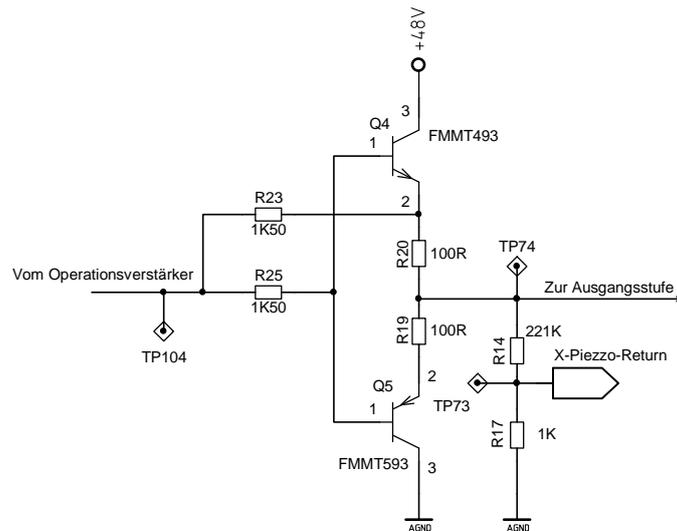 +48V
3
Q4
FMMT493
1
R23
2
1K50
R20
100R
TP74
Vom Operationsverstärker
R25
Zur Ausgangsstufe
1K50
R19
100R
R14
221K
TP104
X-Piezzo-Return
Q5
2
TP73
1
R17
1K
FMMT593
3
AGND
AGND